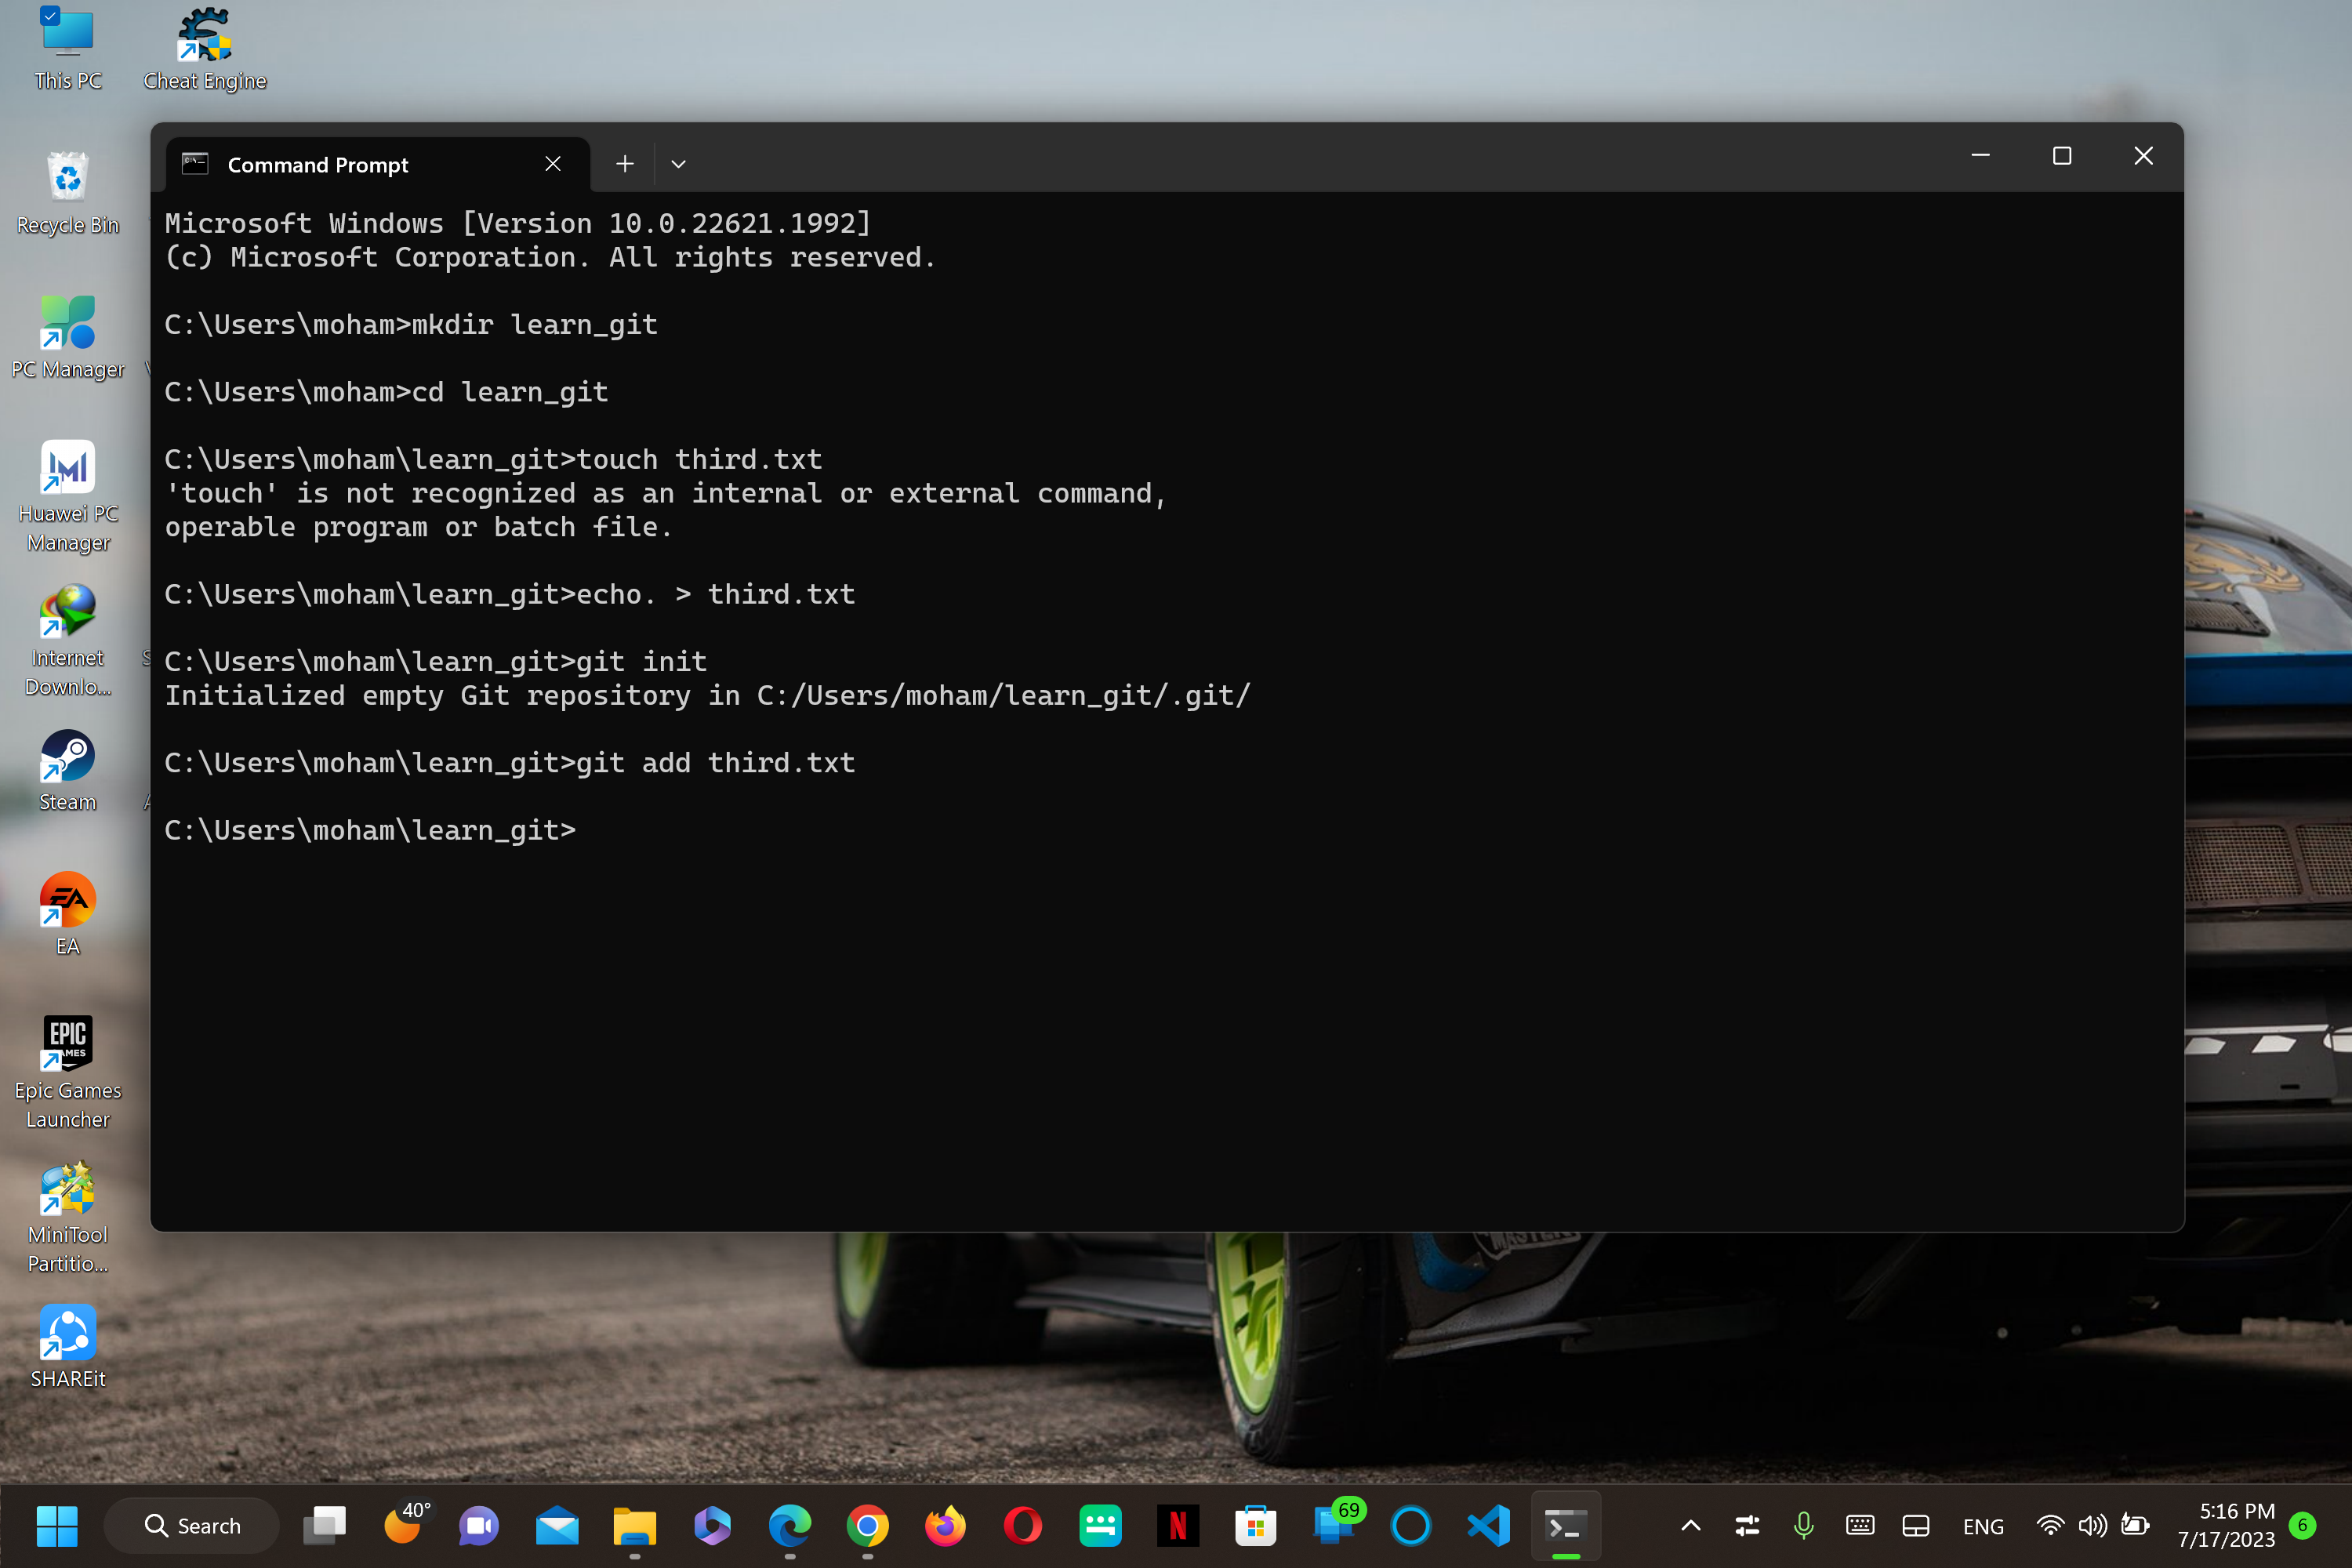 This PC
Cheat Engine
Recycle Bin
PC Manager
Huawei PC
Manager
Internet
Downlo...
Steam
EA
EPIC
Epic Games
Launcher
MiniTool
Partitio...
SHAREit
Command Prompt
Microsoft Windows [Version 10.0.22621.1992]
(c) Microsoft Corporation. All rights reserved.
C:\Users\moham>mkdir learn_git
C:\Users\moham>cd learn_git
C:\Users\moham\learn_git>touch third.txt
'touch' is not recognized as an internal or external command,
operable program or batch file.
C:\Users\moham\learn_git>echo. > third.txt
C:\Users\moham\learn_git>git init
Initialized empty Git repository in C:/Users/moham/learn_git/.git/
C:\Users\moham\learn_git>git add third.txt
C:\Users\moham\learn_git>
Search
40°
69
ENG
5:16 PM
7/17/2023
6